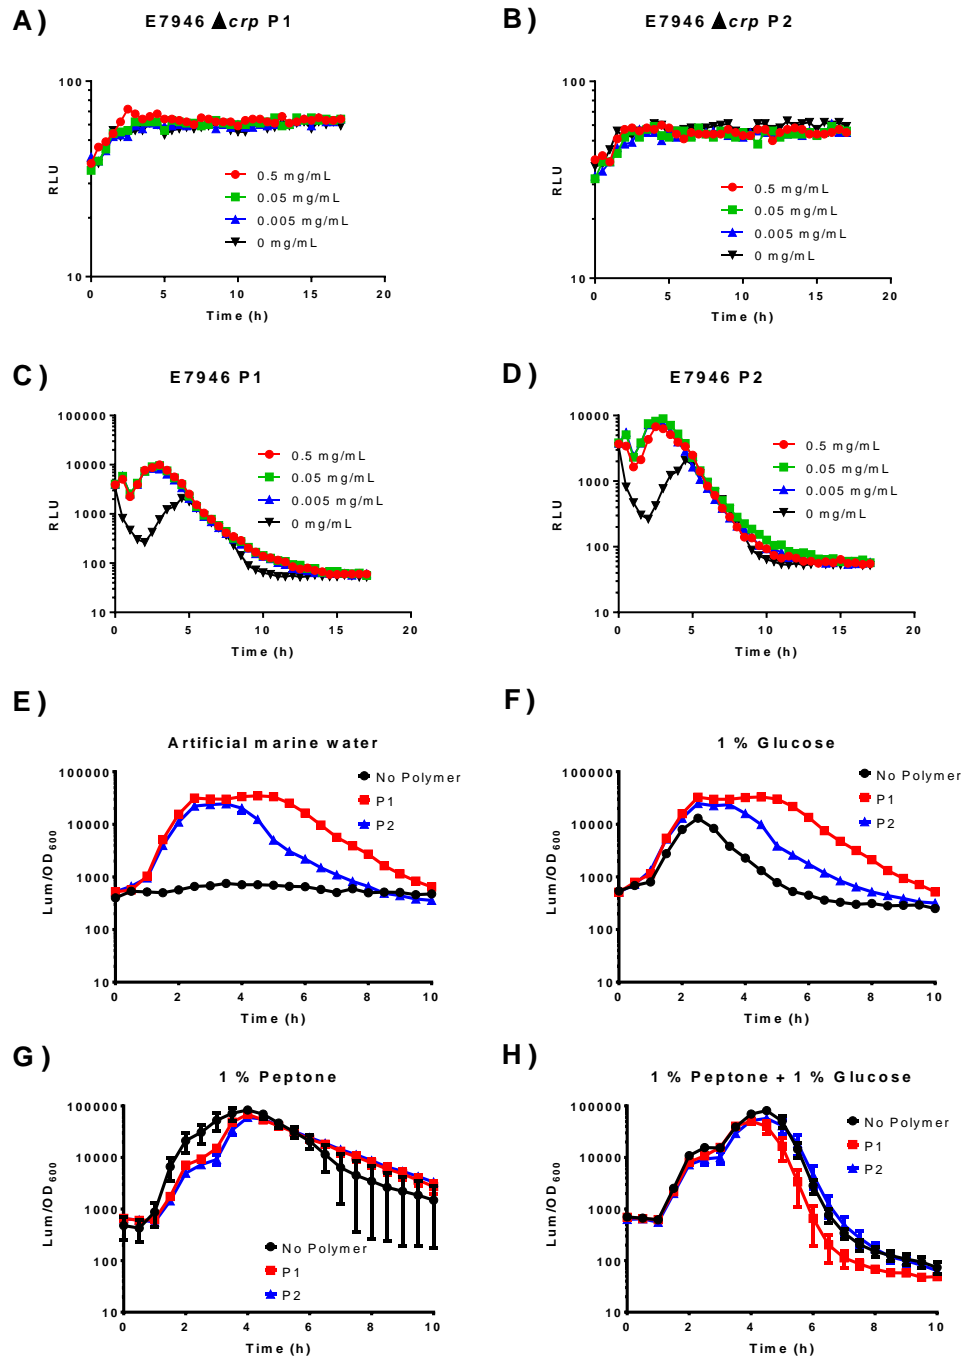 A)
E7946 ▲crp P1
100
10
RLU
0.5 mg/mL
0.05 mg/mL
0.005 mg/mL
0 mg/mL
0 5 10 15 20
Time (h)
B)
E7946 ▲crp P2
100
10
RLU
0.5 mg/mL
0.05 mg/mL
0.005 mg/mL
0 mg/mL
0 5 10 15 20
Time (h)
C)
E7946 P1
100000
10000
1000
100
10
RLU
0.5 mg/mL
0.05 mg/mL
0.005 mg/mL
0 mg/mL
0 5 10 15 20
Time (h)
D)
E7946 P2
10000
1000
100
10
RLU
0.5 mg/mL
0.05 mg/mL
0.005 mg/mL
0 mg/mL
0 5 10 15 20
Time (h)
E)
Artificial marine water
100000
10000
1000
100
10
Lum/OD600
No Polymer
P1
P2
0 2 4 6 8 10
Time (h)
F)
1 % Glucose
100000
10000
1000
100
10
Lum/OD600
No Polymer
P1
P2
0 2 4 6 8 10
Time (h)
G)
1 % Peptone
100000
10000
1000
100
10
Lum/OD600
No Polymer
P1
P2
0 2 4 6 8 10
Time (h)
H)
1 % Peptone + 1 % Glucose
100000
10000
1000
100
10
Lum/OD600
No Polymer
P1
P2
0 2 4 6 8 10
Time (h)